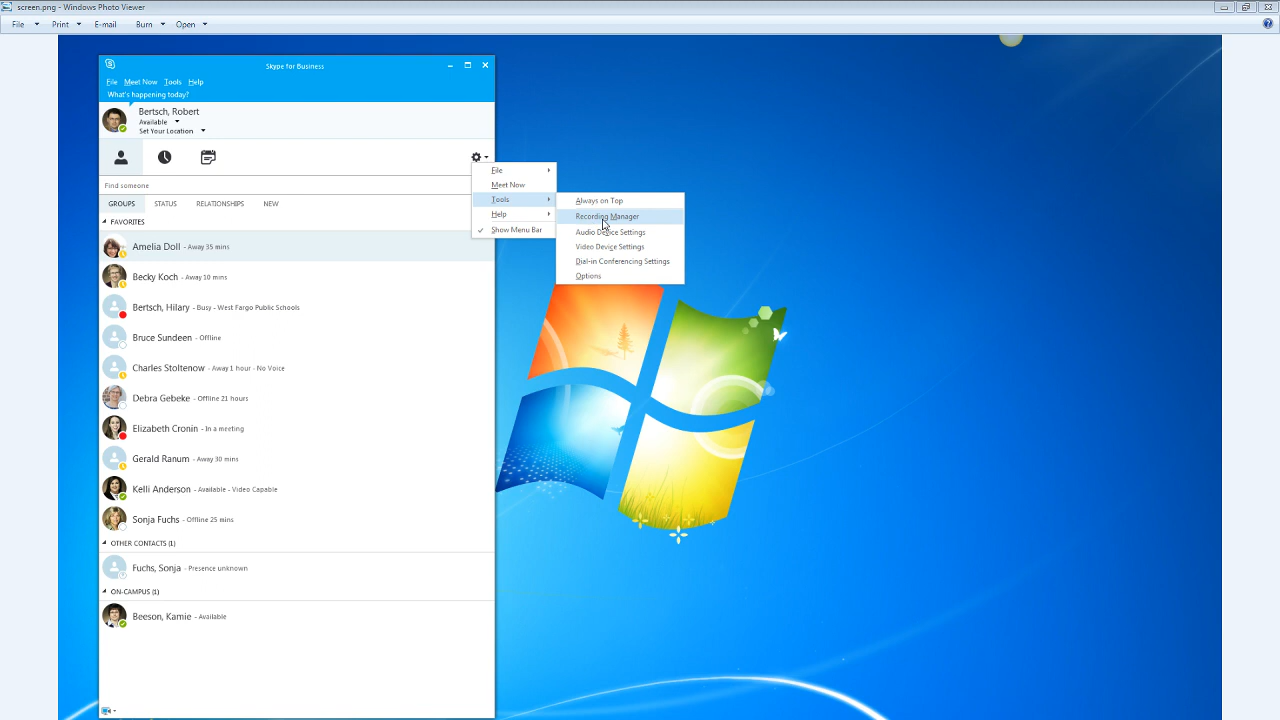 screen.png - Windows Photo Viewer
File Print E-mail Burn Open
Skype for Business
File Meet Now Tools Help
What's happening today?
Bertsch, Robert
Available
Set Your Location
Find someone
GROUPS STATUS RELATIONSHIPS NEW
FAVORITES
Amelia Doll - Away 35 mins
Becky Koch - Away 10 mins
Bertsch, Hilary - Busy - West Fargo Public Schools
Bruce Sundeen - Offline
Charles Stoltenow - Away 1 hour - No Voice
Debra Gebeke - Offline 21 hours
Elizabeth Cronin - In a meeting
Gerald Ranum - Away 30 mins
Kelli Anderson - Available - Video Capable
Sonja Fuchs - Offline 25 mins
OTHER CONTACTS (1)
Fuchs, Sonja - Presence unknown
ON-CAMPUS (1)
Beeson, Kamie - Available
File
Meet Now
Tools
Help
Show Menu Bar
Always on Top
Recording Manager
Audio Device Settings
Video Device Settings
Dial-in Conferencing Settings
Options